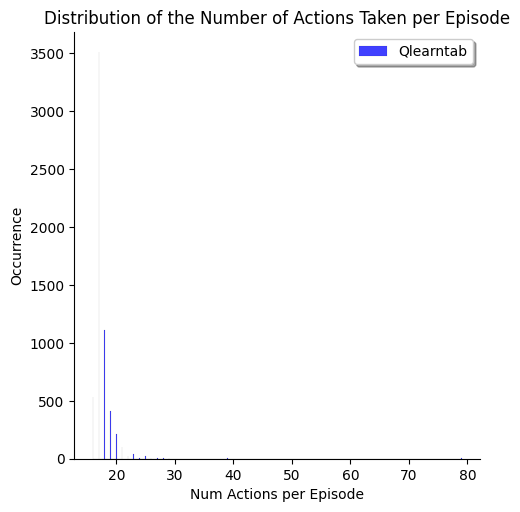 Distribution of the Number of Actions Taken per Episode
Qlearntab
3500
3000
2500
2000
1500
1000
500
0
Occurrence
20 30 40 50 60 70 80
Num Actions per Episode